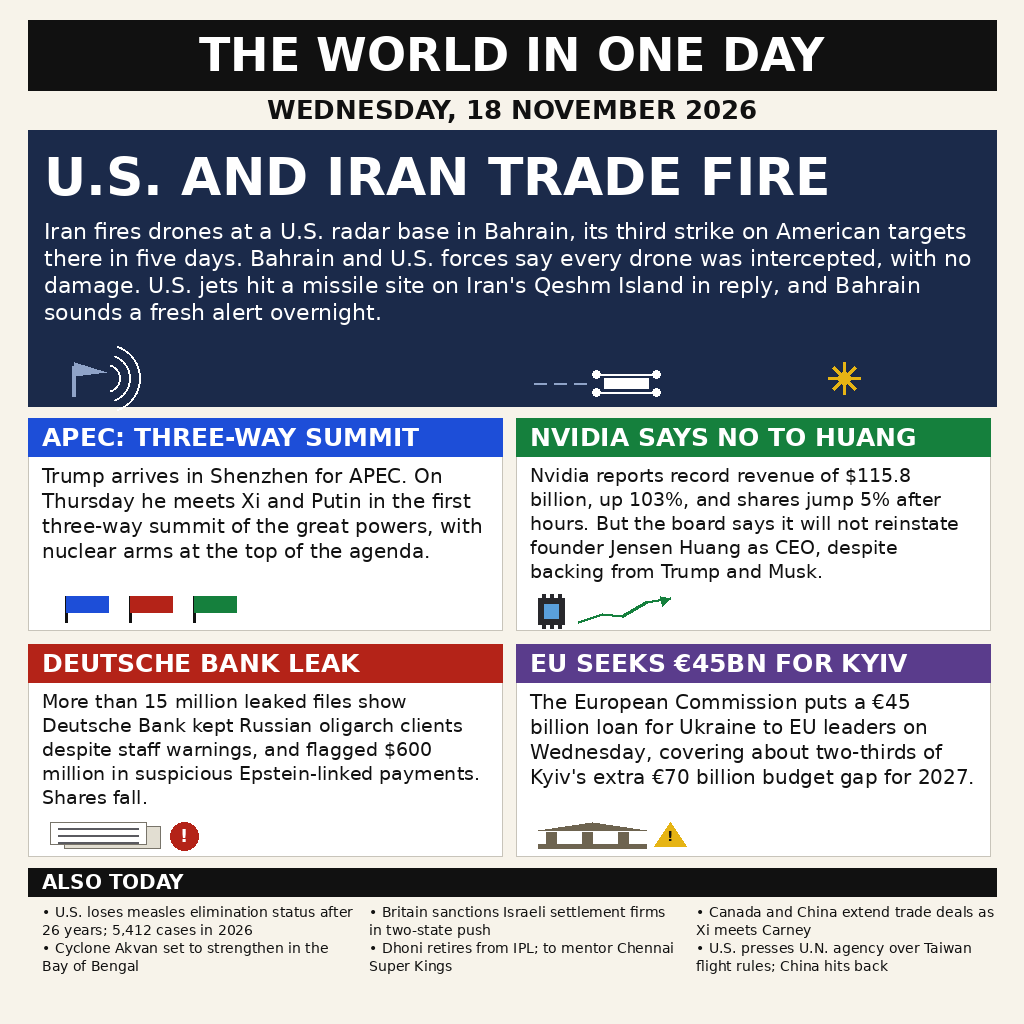 THE WORLD IN ONE DAY
WEDNESDAY, 18 NOVEMBER 2026
U.S. AND IRAN TRADE FIRE
Iran fires drones at a U.S. radar base in Bahrain, its third strike on American targets
there in five days. Bahrain and U.S. forces say every drone was intercepted, with no
damage. U.S. jets hit a missile site on Iran's Qeshm Island in reply, and Bahrain
sounds a fresh alert overnight.
APEC: THREE-WAY SUMMIT
Trump arrives in Shenzhen for APEC. On
Thursday he meets Xi and Putin in the first
three-way summit of the great powers, with
nuclear arms at the top of the agenda.
NVIDIA SAYS NO TO HUANG
Nvidia reports record revenue of $115.8
billion, up 103%, and shares jump 5% after
hours. But the board says it will not reinstate
founder Jensen Huang as CEO, despite
backing from Trump and Musk.
DEUTSCHE BANK LEAK
More than 15 million leaked files show
Deutsche Bank kept Russian oligarch clients
despite staff warnings, and flagged $600
million in suspicious Epstein-linked payments.
Shares fall.
!
EU SEEKS €45BN FOR KYIV
The European Commission puts a €45
billion loan for Ukraine to EU leaders on
Wednesday, covering about two-thirds of
Kyiv's extra €70 billion budget gap for 2027.
!
ALSO TODAY
• U.S. loses measles elimination status after
26 years; 5,412 cases in 2026
• Cyclone Akvan set to strengthen in the
Bay of Bengal
• Britain sanctions Israeli settlement firms
in two-state push
• Dhoni retires from IPL; to mentor Chennai
Super Kings
• Canada and China extend trade deals as
Xi meets Carney
• U.S. presses U.N. agency over Taiwan
flight rules; China hits back